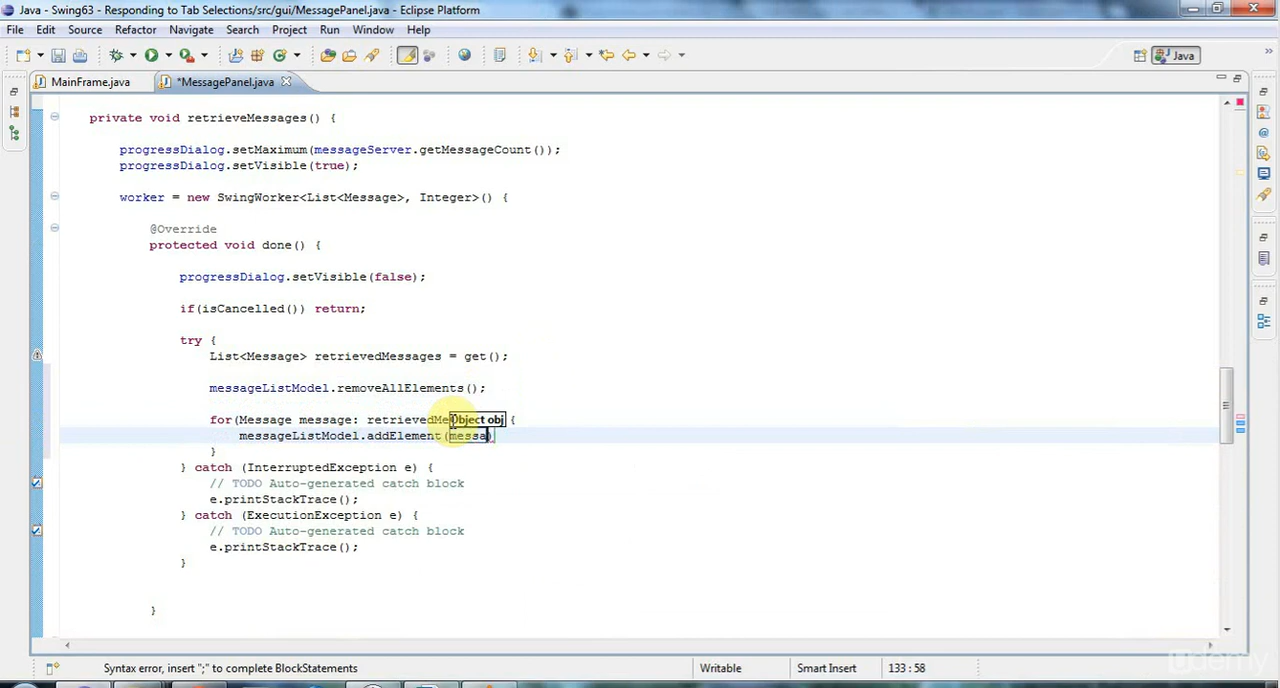 Java - Swing63 - Responding to Tab Selections/src/gui/MessagePanel.java - Eclipse Platform
File Edit Source Refactor Navigate Search Project Run Window Help
Java
MainFrame.java *MessagePanel.java
private void retrieveMessages() {
progressDialog.setMaximum(messageServer.getMessageCount());
progressDialog.setVisible(true);
worker = new SwingWorker<List<Message>, Integer>() {
@Override
protected void done() {
progressDialog.setVisible(false);
if(isCancelled()) return;
try {
List<Message> retrievedMessages = get();
messageListModel.removeAllElements();
for(Message message: retrievedMe Object obj {
messageListModel.addElement(messa)
}
} catch (InterruptedException e) {
// TODO Auto-generated catch block
e.printStackTrace();
} catch (ExecutionException e) {
// TODO Auto-generated catch block
e.printStackTrace();
}
}
Syntax error, insert ";" to complete BlockStatements Writable Smart Insert 133 : 58
udemy